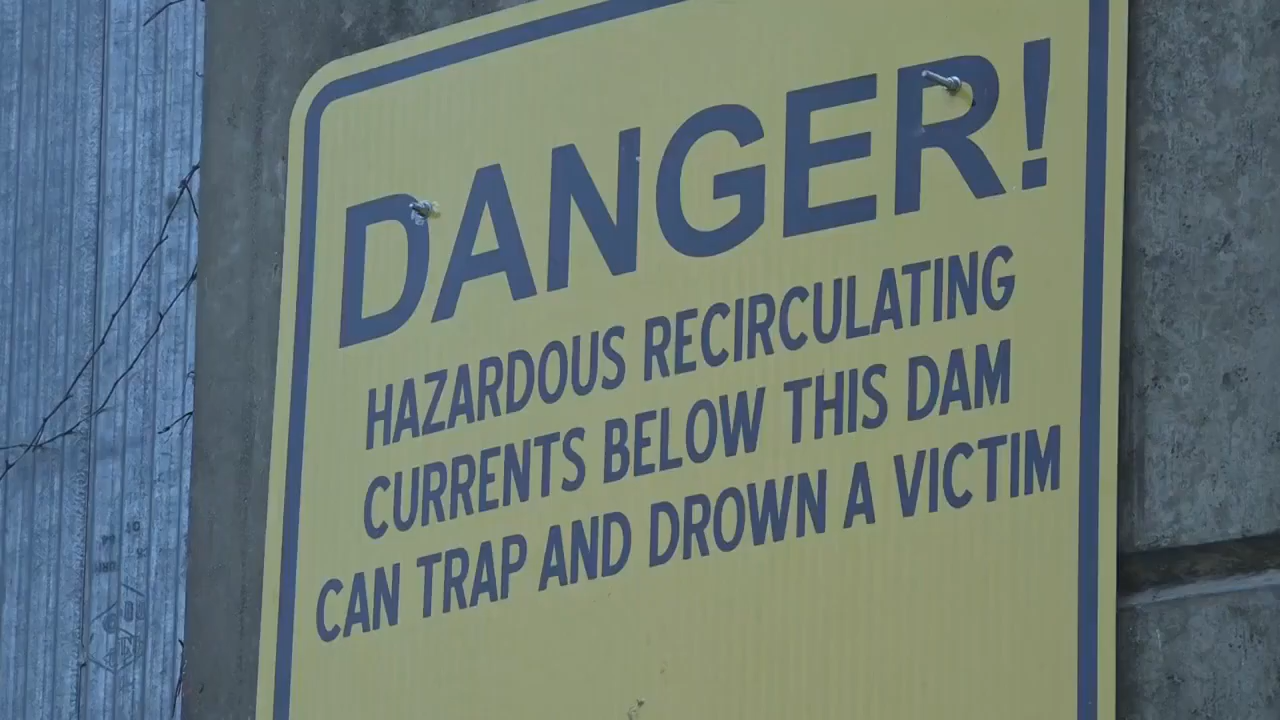 DANGER!
HAZARDOUS RECIRCULATING
CURRENTS BELOW THIS DAM
CAN TRAP AND DROWN A VICTIM